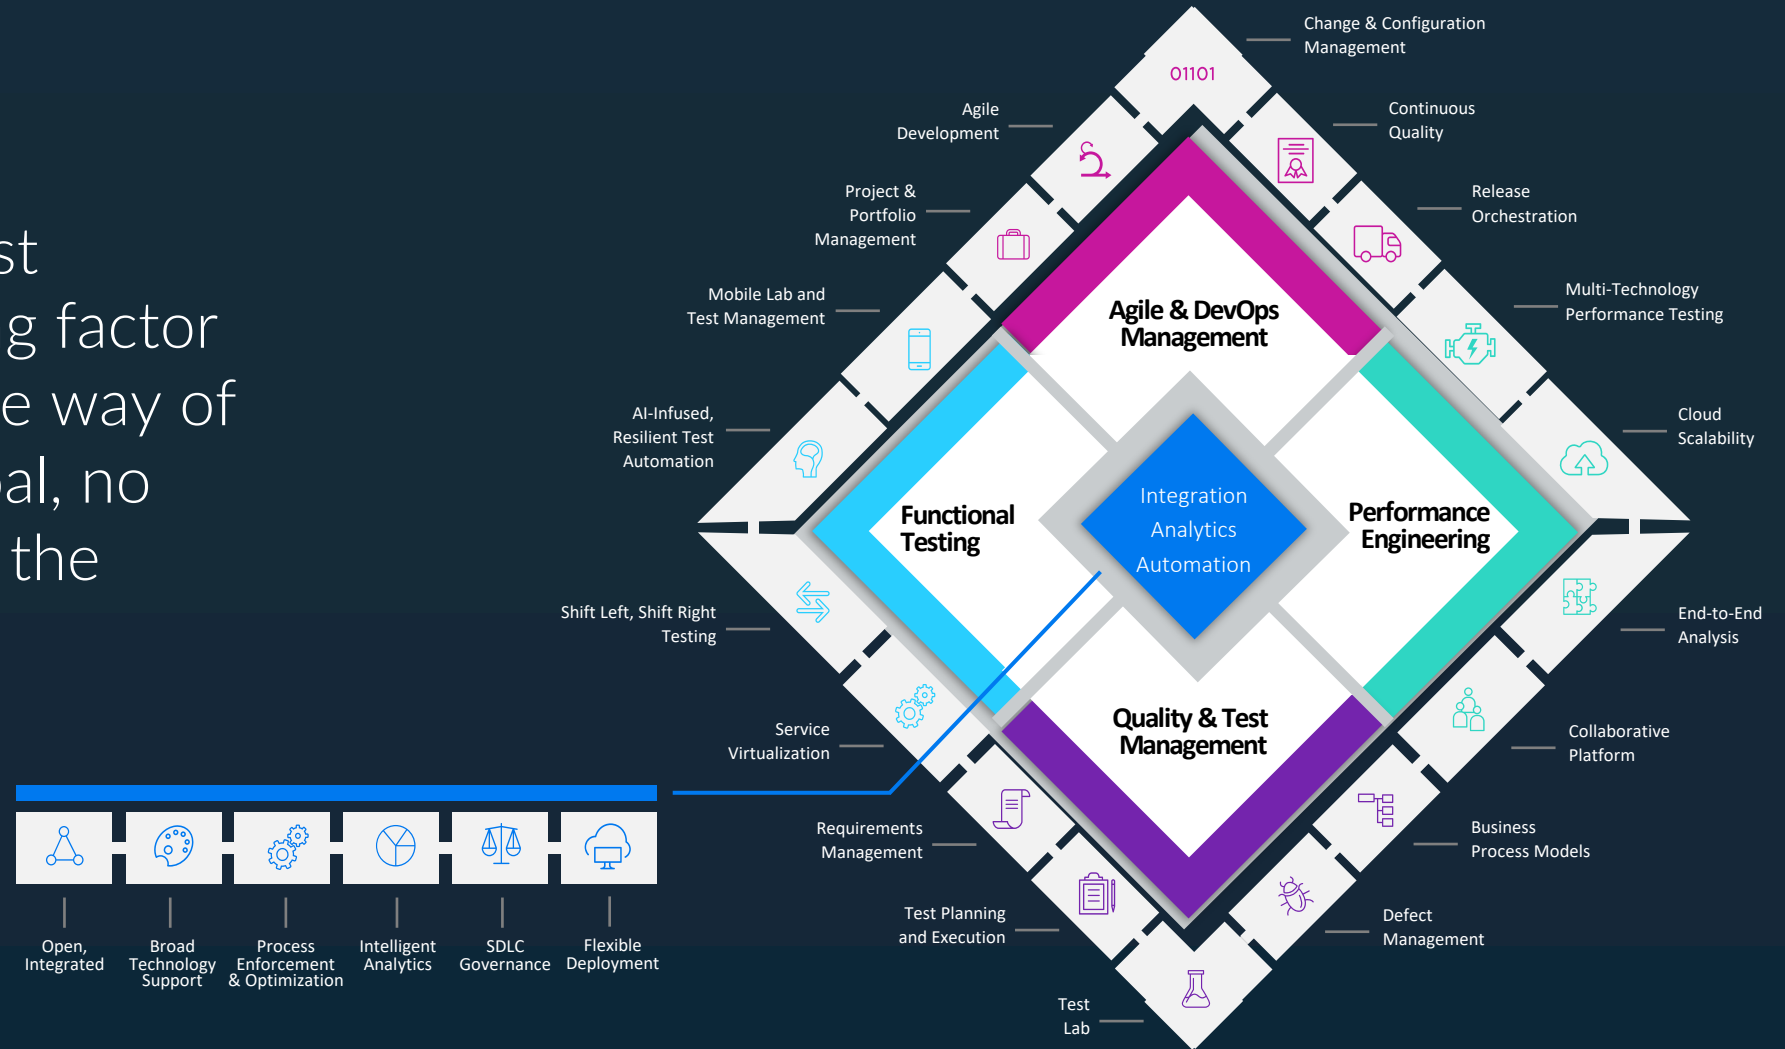 st
g factor
e way of
al, no
the
Change & Configuration
Management
01101
Agile
Development
Continuous
Quality
Project &
Portfolio
Management
Release
Orchestration
Mobile Lab and
Test Management
Multi-Technology
Performance Testing
AI-Infused,
Resilient Test
Automation
Cloud
Scalability
Agile & DevOps
Management
Functional
Testing
Integration
Analytics
Automation
Performance
Engineering
Quality & Test
Management
Shift Left, Shift Right
Testing
End-to-End
Analysis
Service
Virtualization
Collaborative
Platform
Requirements
Management
Business
Process Models
Test Planning
and Execution
Defect
Management
Test
Lab
Open,
Integrated
Broad
Technology
Support
Process
Enforcement
& Optimization
Intelligent
Analytics
SDLC
Governance
Flexible
Deployment